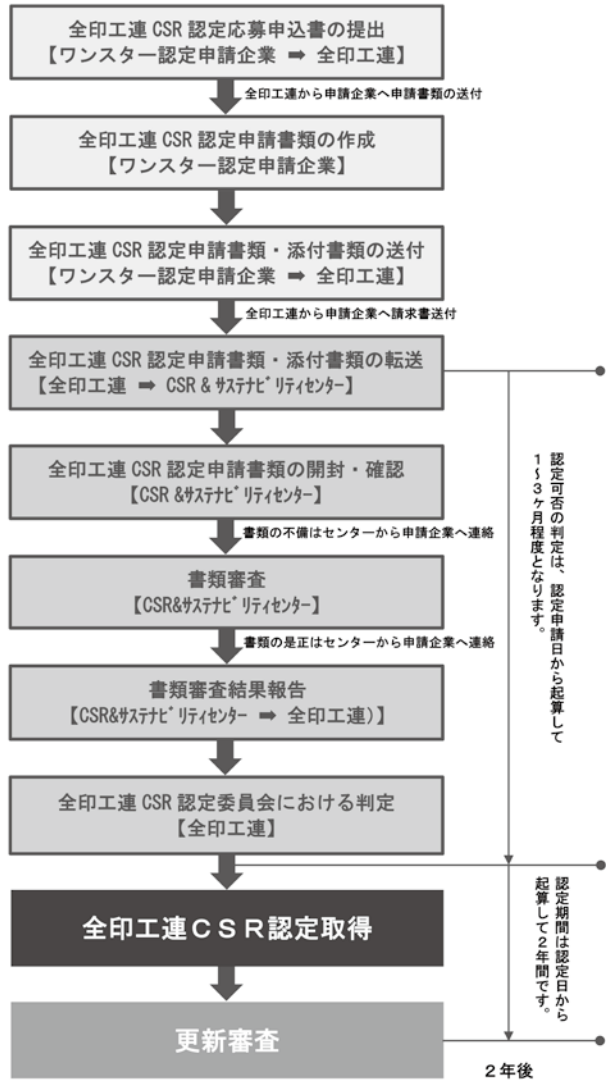 全印工連 CSR 認定応募申込書の提出
【ワンスター認定申請企業 ➡ 全印工連】
全印工連から申請企業へ申請書類の送付
全印工連 CSR 認定申請書類の作成
【ワンスター認定申請企業】
全印工連 CSR 認定申請書類・添付書類の送付
【ワンスター認定申請企業 ➡ 全印工連】
全印工連から申請企業へ請求書送付
全印工連 CSR 認定申請書類・添付書類の転送
【全印工連 ➡ CSR & ｻｽﾃﾅﾋﾞﾘﾃｨセンター】
全印工連 CSR 認定申請書類の開封・確認
【CSR &ｻｽﾃﾅﾋﾞﾘﾃｨセンター】
書類の不備はセンターから申請企業へ連絡
書類審査
【CSR&ｻｽﾃﾅﾋﾞﾘﾃｨセンター】
書類の是正はセンターから申請企業へ連絡
書類審査結果報告
【CSR&ｻｽﾃﾅﾋﾞﾘﾃｨセンター ➡ 全印工連）】
全印工連 CSR 認定委員会における判定
【全印工連】
認定可否の判定は、認定申請日から起算して
１～３ヶ月程度となります。
全印工連ＣＳＲ認定取得
認定期間は認定日から
起算して２年間です。
更新審査
２年後